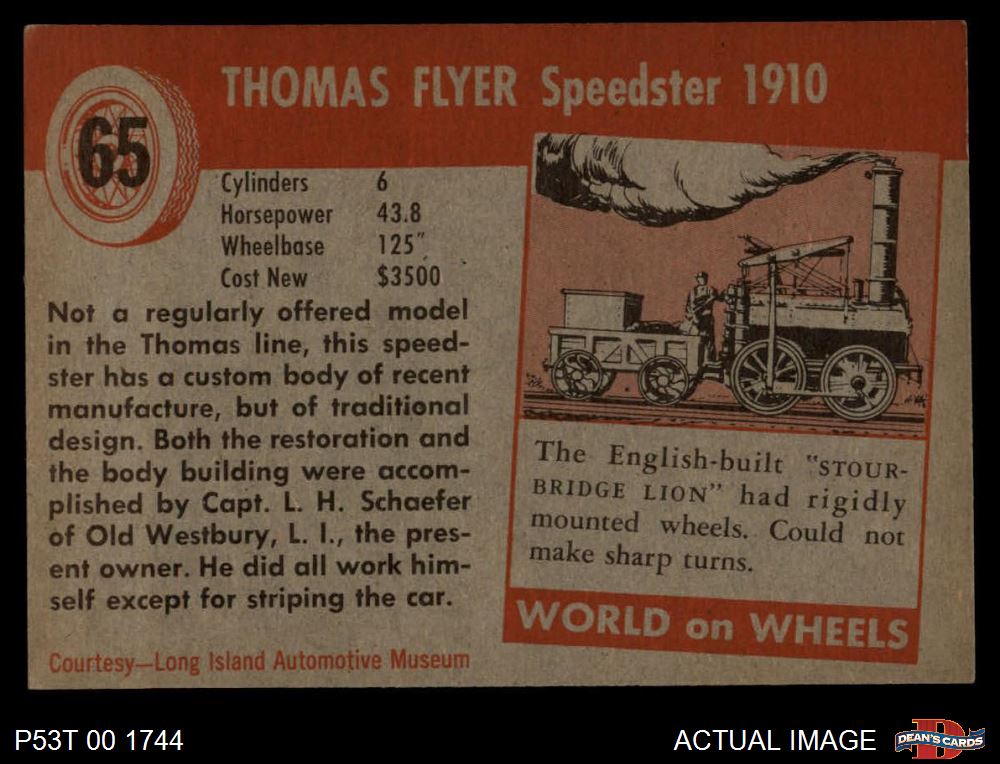 65
THOMAS FLYER Speedster 1910
Cylinders 6
Horsepower 43.8
Wheelbase 125"
Cost New $3500
Not a regularly offered model
in the Thomas line, this speed-
ster has a custom body of recent
manufacture, but of traditional
design. Both the restoration and
the body building were accom-
plished by Capt. L. H. Schaefer
of Old Westbury, L. I., the pres-
ent owner. He did all work him-
self except for striping the car.
Courtesy—Long Island Automotive Museum
The English-built "STOUR-
BRIDGE LION" had rigidly
mounted wheels. Could not
make sharp turns.
WORLD on WHEELS
P53T 00 1744
ACTUAL IMAGE
D
DEAN'S CARDS